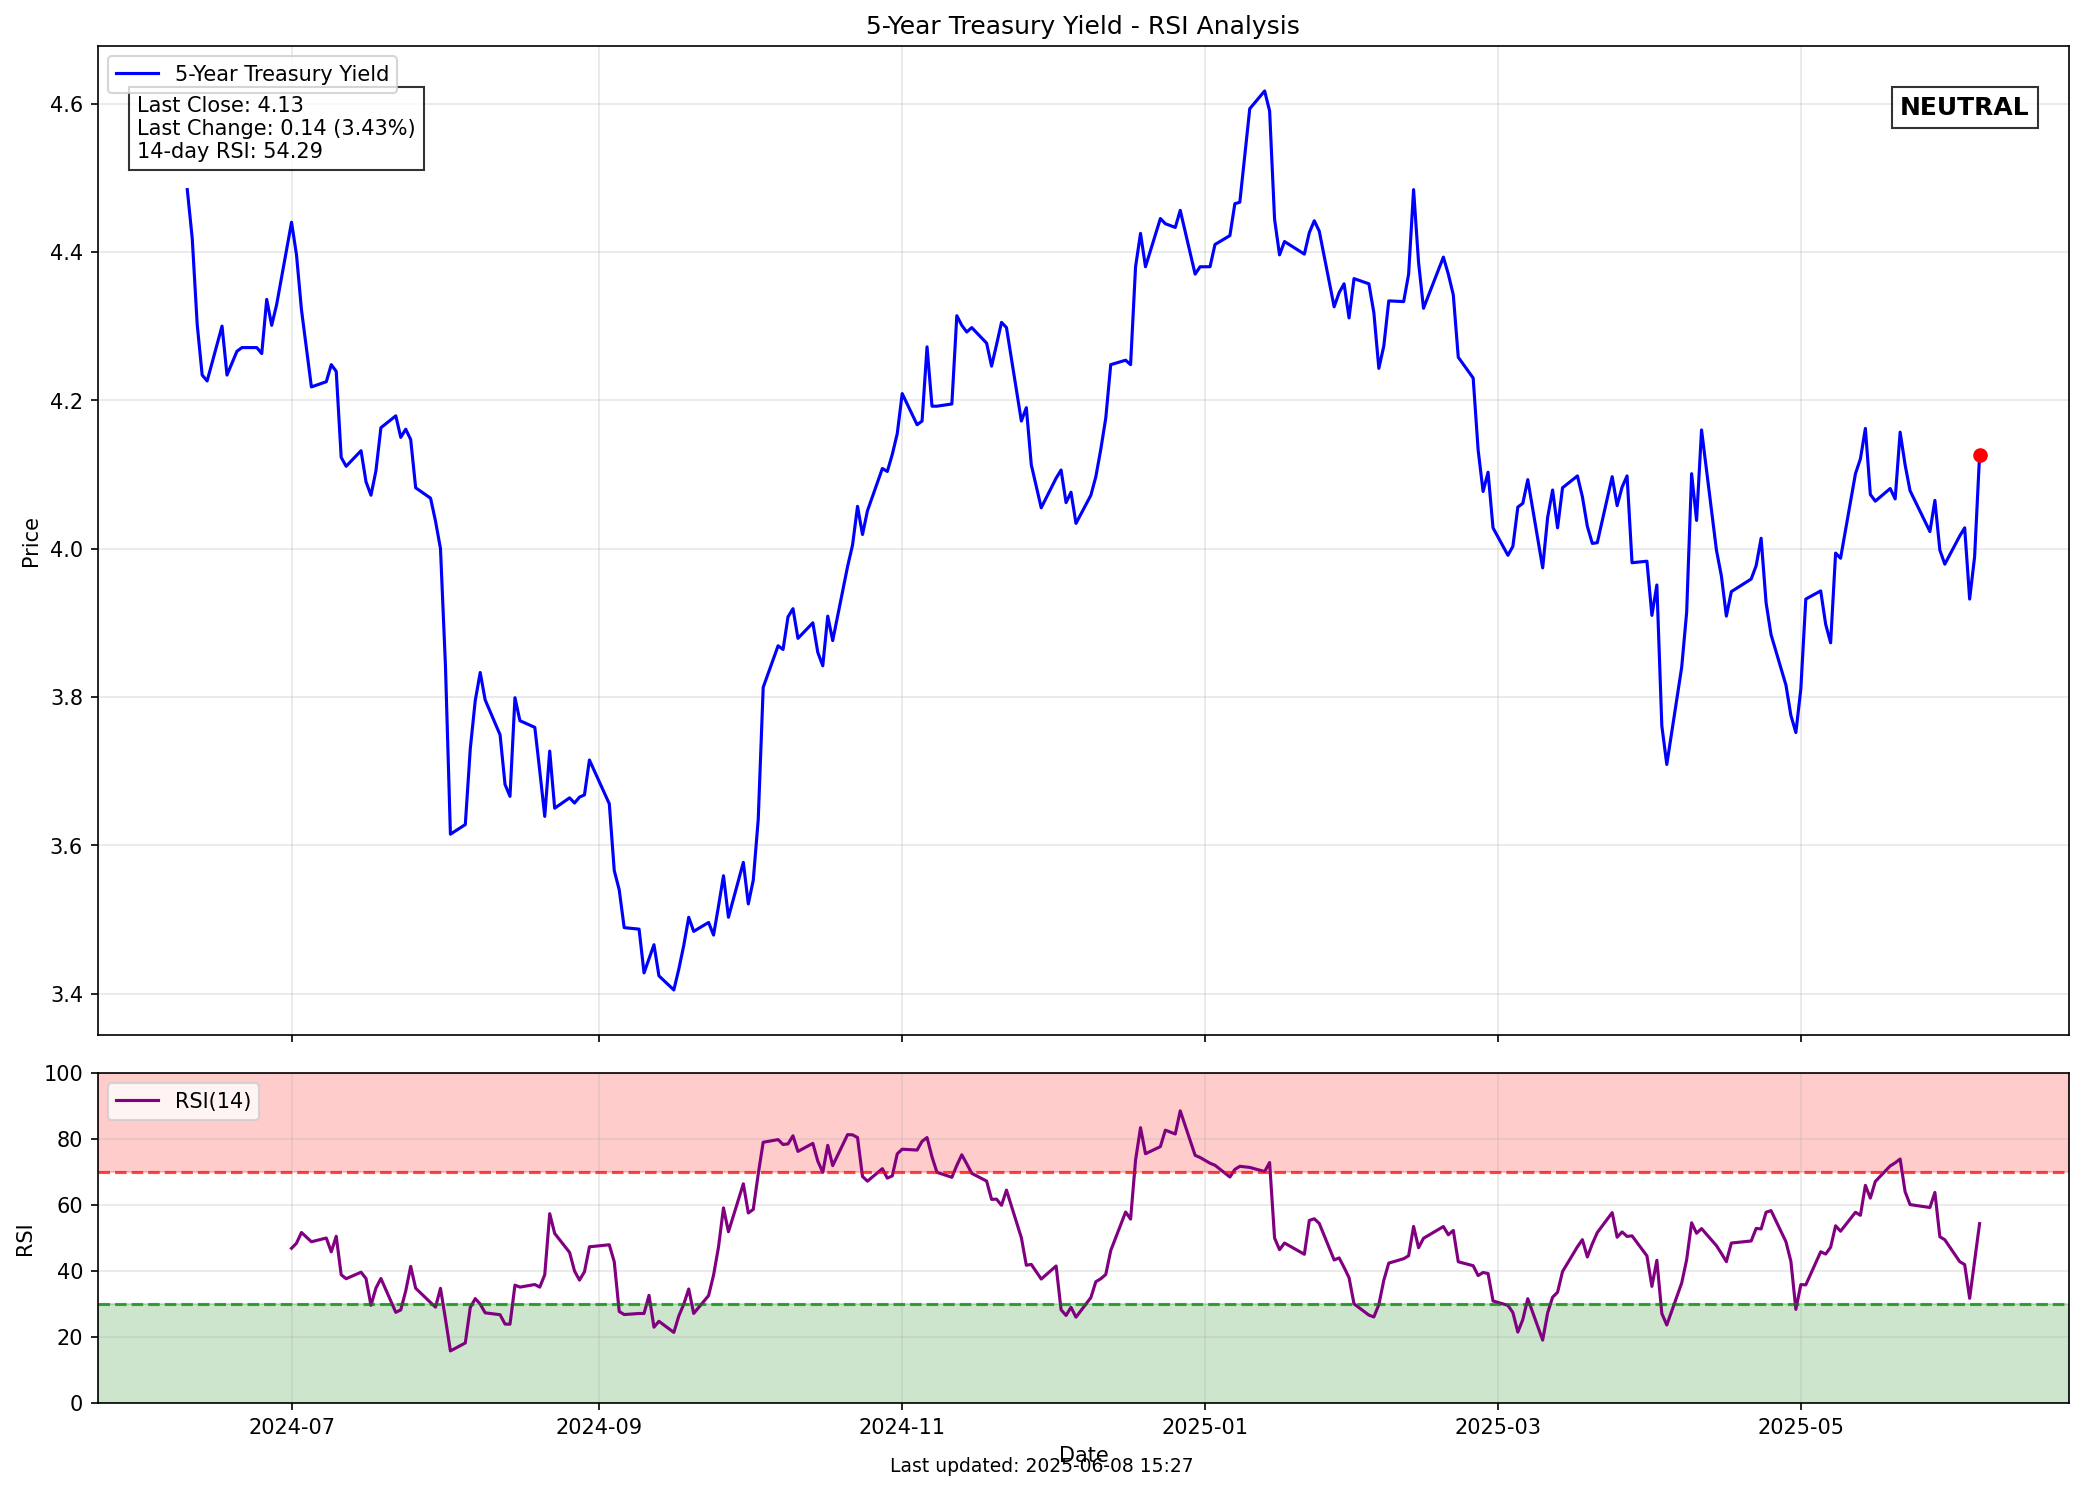 5-Year Treasury Yield - RSI Analysis
5-Year Treasury Yield
Last Close: 4.13
Last Change: 0.14 (3.43%)
14-day RSI: 54.29
NEUTRAL
Price
4.6
4.4
4.2
4.0
3.8
3.6
3.4
RSI(14)
RSI
100
80
60
40
20
0
2024-07 2024-09 2024-11 2025-01 2025-03 2025-05
Date
Last updated: 2025-06-08 15:27